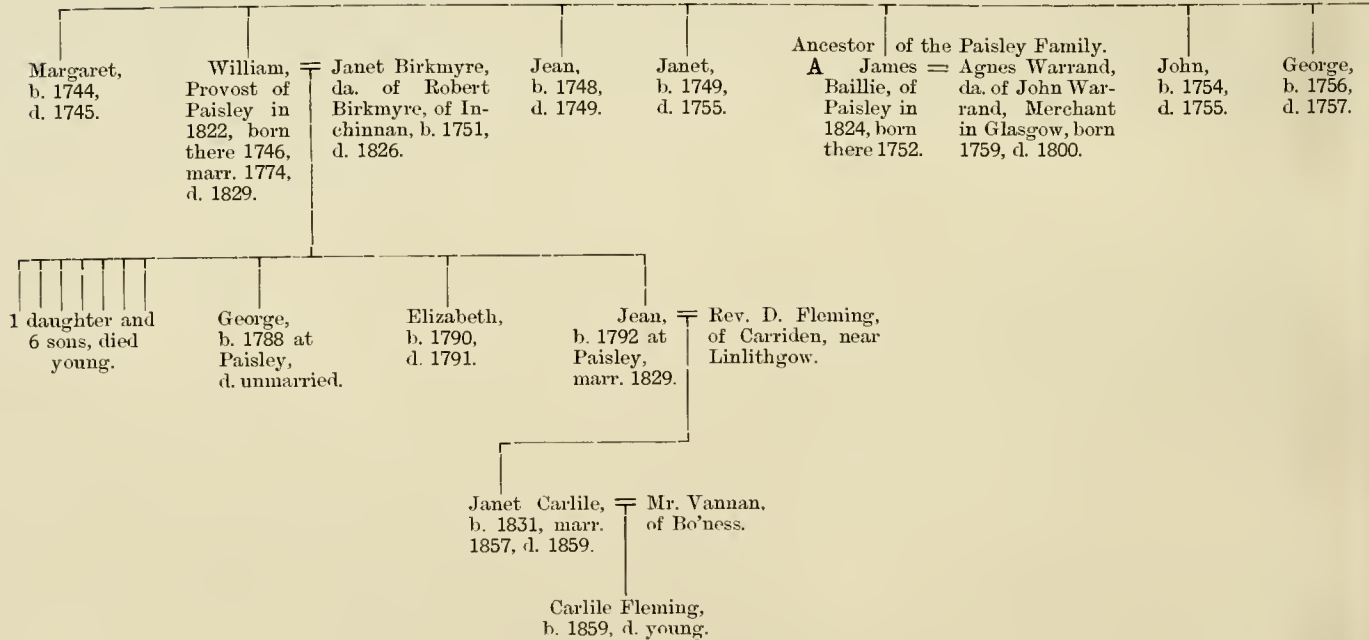 Margaret,
b. 1744,
d. 1745.
William,
Provost of
Paisley in
1822, born
there 1746,
marr. 1774,
d. 1829.
Janet Birkmyre,
da. of Robert
Birkmyre, of In-
chinnan, b. 1751,
d. 1826.
Jean,
b. 1748,
d. 1749.
Janet,
b. 1749,
d. 1755.
Ancestor of the Paisley Family.
A James = Agnes Warrand,
Baillie, of
Paisley in
1824, born
there 1752.
da. of John War-
rand, Merchant
in Glasgow, born
1759, d. 1800.
John,
b. 1754,
d. 1755.
George,
b. 1756,
d. 1757.
1 daughter and
6 sons, died
young.
George,
b. 1788 at
Paisley,
d. unmarried.
Elizabeth,
b. 1790,
d. 1791.
Jean,
b. 1792 at
Paisley,
marr. 1829.
Rev. D. Fleming,
of Carriden, near
Linlithgow.
Janet Carlile,
b. 1831, marr.
1857, d. 1859.
Mr. Vannan,
of Bo'ness.
Carlile Fleming,
b. 1859, d. young.